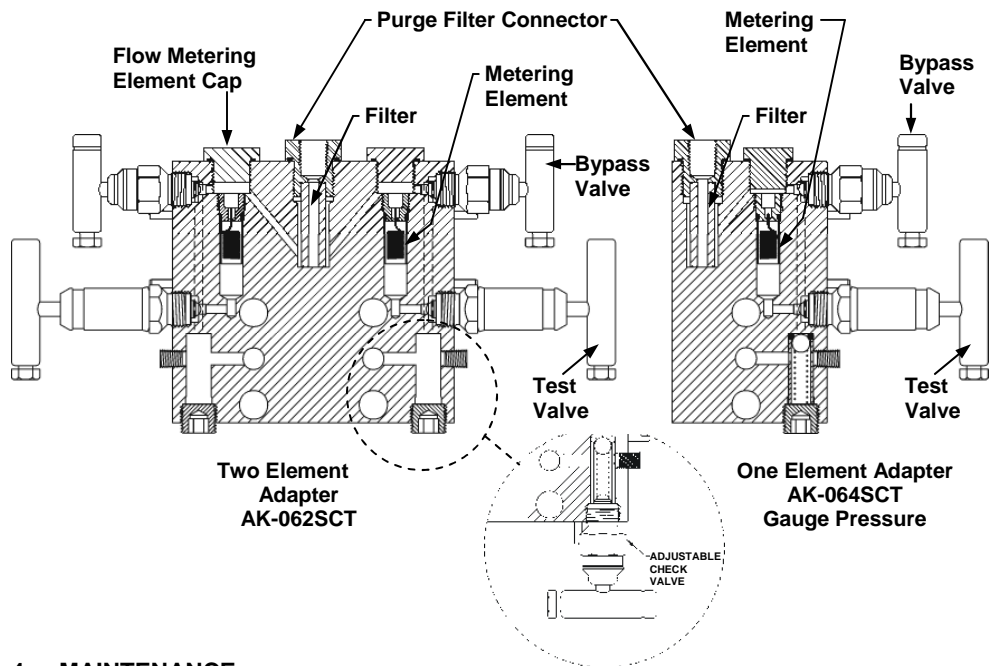 Purge Filter Connector
Metering
Element
Flow Metering
Element Cap
Metering
Element
Bypass
Valve
Filter
Filter
Bypass
Valve
Test
Valve
Test
Valve
Two Element
Adapter
AK-062SCT
One Element Adapter
AK-064SCT
Gauge Pressure
ADJUSTABLE
CHECK
VALVE
4. MAINTENANCE